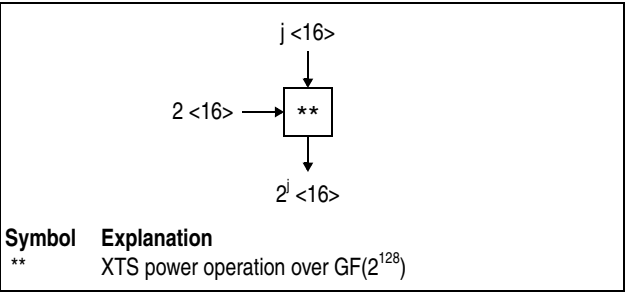 j <16>
2 <16>
**
2^j <16>
Symbol Explanation
** XTS power operation over GF(2^128)